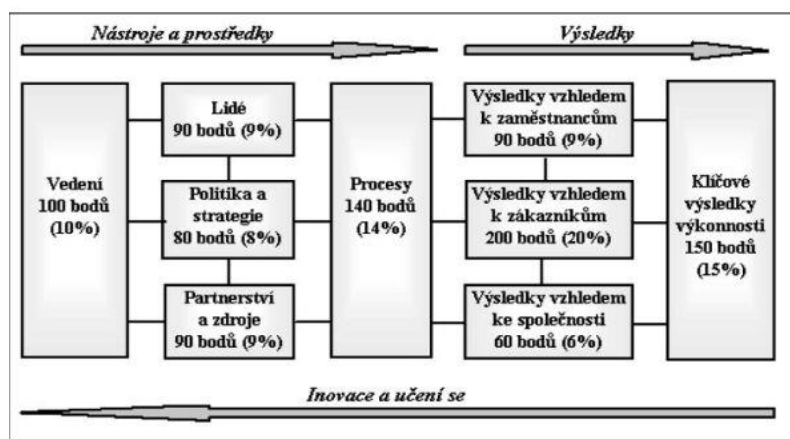 Nástroje a prostředky
Výsledky
Vedení
100 bodů
(10%)
Lidé
90 bodů (9%)
Politika a
strategie
80 bodů (8%)
Partnerství
a zdroje
90 bodů (9%)
Procesy
140 bodů
(14%)
Výsledky vzhledem
k zaměstnancům
90 bodů (9%)
Výsledky vzhledem
k zákazníkům
200 bodů (20%)
Výsledky vzhledem
ke společnosti
60 bodů (6%)
Klíčové
výsledky
výkonnosti
150 bodů
(15%)
Inovace a učení se